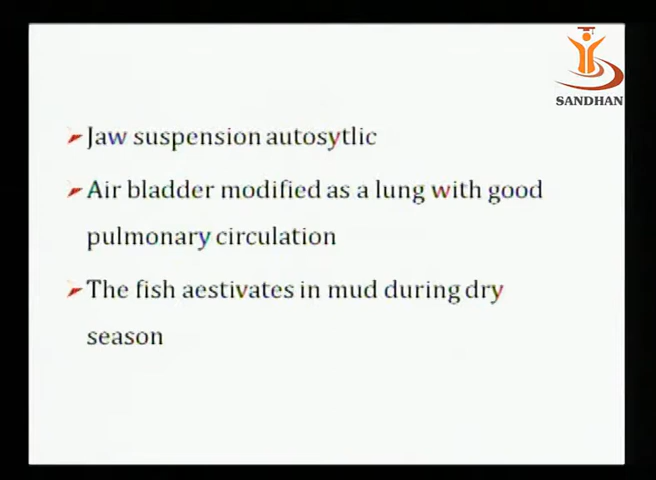 SANDHAN
Jaw suspension autosytlic
Air bladder modified as a lung with good
pulmonary circulation
The fish aestivates in mud during dry
season